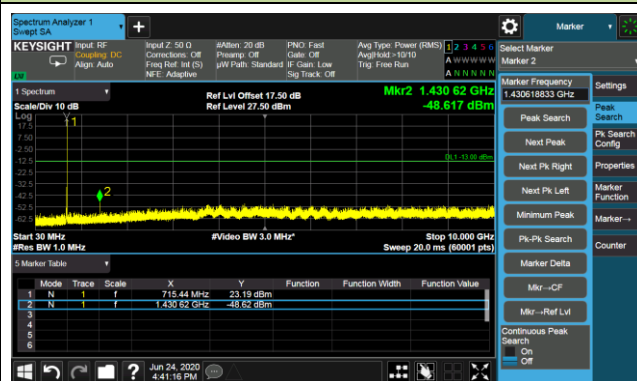 Spectrum Analyzer 1
Swept SA
+
Marker
KEYSIGHT
Input: RF
Coupling: DC
Align: Auto
Input Z: 50 Ω
Corrections: Off
Freq Ref: Int (S)
NFE: Adaptive
#Atten: 20 dB
Preamp: Off
µW Path: Standard
PNO: Fast
Gate: Off
IF Gain: Low
Sig Track: Off
Avg Type: Power (RMS)
Avg|Hold:>10/10
Trig: Free Run
1 2 3 4 5 6
A W W W W W
A N N N N N
LXI
1 Spectrum
Scale/Div 10 dB
Ref Lvl Offset 17.50 dB
Ref Level 27.50 dBm
Mkr2 1.430 62 GHz
-48.617 dBm
Log
17.5
7.50
-2.50
-12.5
-22.5
-32.5
-42.5
-52.5
-62.5
1
2
DL1 -13.00 dBm
Start 30 MHz
#Video BW 3.0 MHz*
Stop 10.000 GHz
#Res BW 1.0 MHz
Sweep 20.0 ms (60001 pts)
5 Marker Table
Mode Trace Scale X Y Function Function Width Function Value
1 N 1 f 715.44 MHz 23.19 dBm
2 N 1 f 1.430 62 GHz -48.62 dBm
3
4
5
6
Jun 24, 2020
4:41:16 PM
Select Marker
Marker 2
Marker Frequency
1.430618833 GHz
Peak Search
Next Peak
Next Pk Right
Next Pk Left
Minimum Peak
Pk-Pk Search
Marker Delta
Mkr→CF
Mkr→Ref Lvl
Continuous Peak
Search
On
Off
Settings
Peak
Search
Pk Search
Config
Properties
Marker
Function
Marker→
Counter